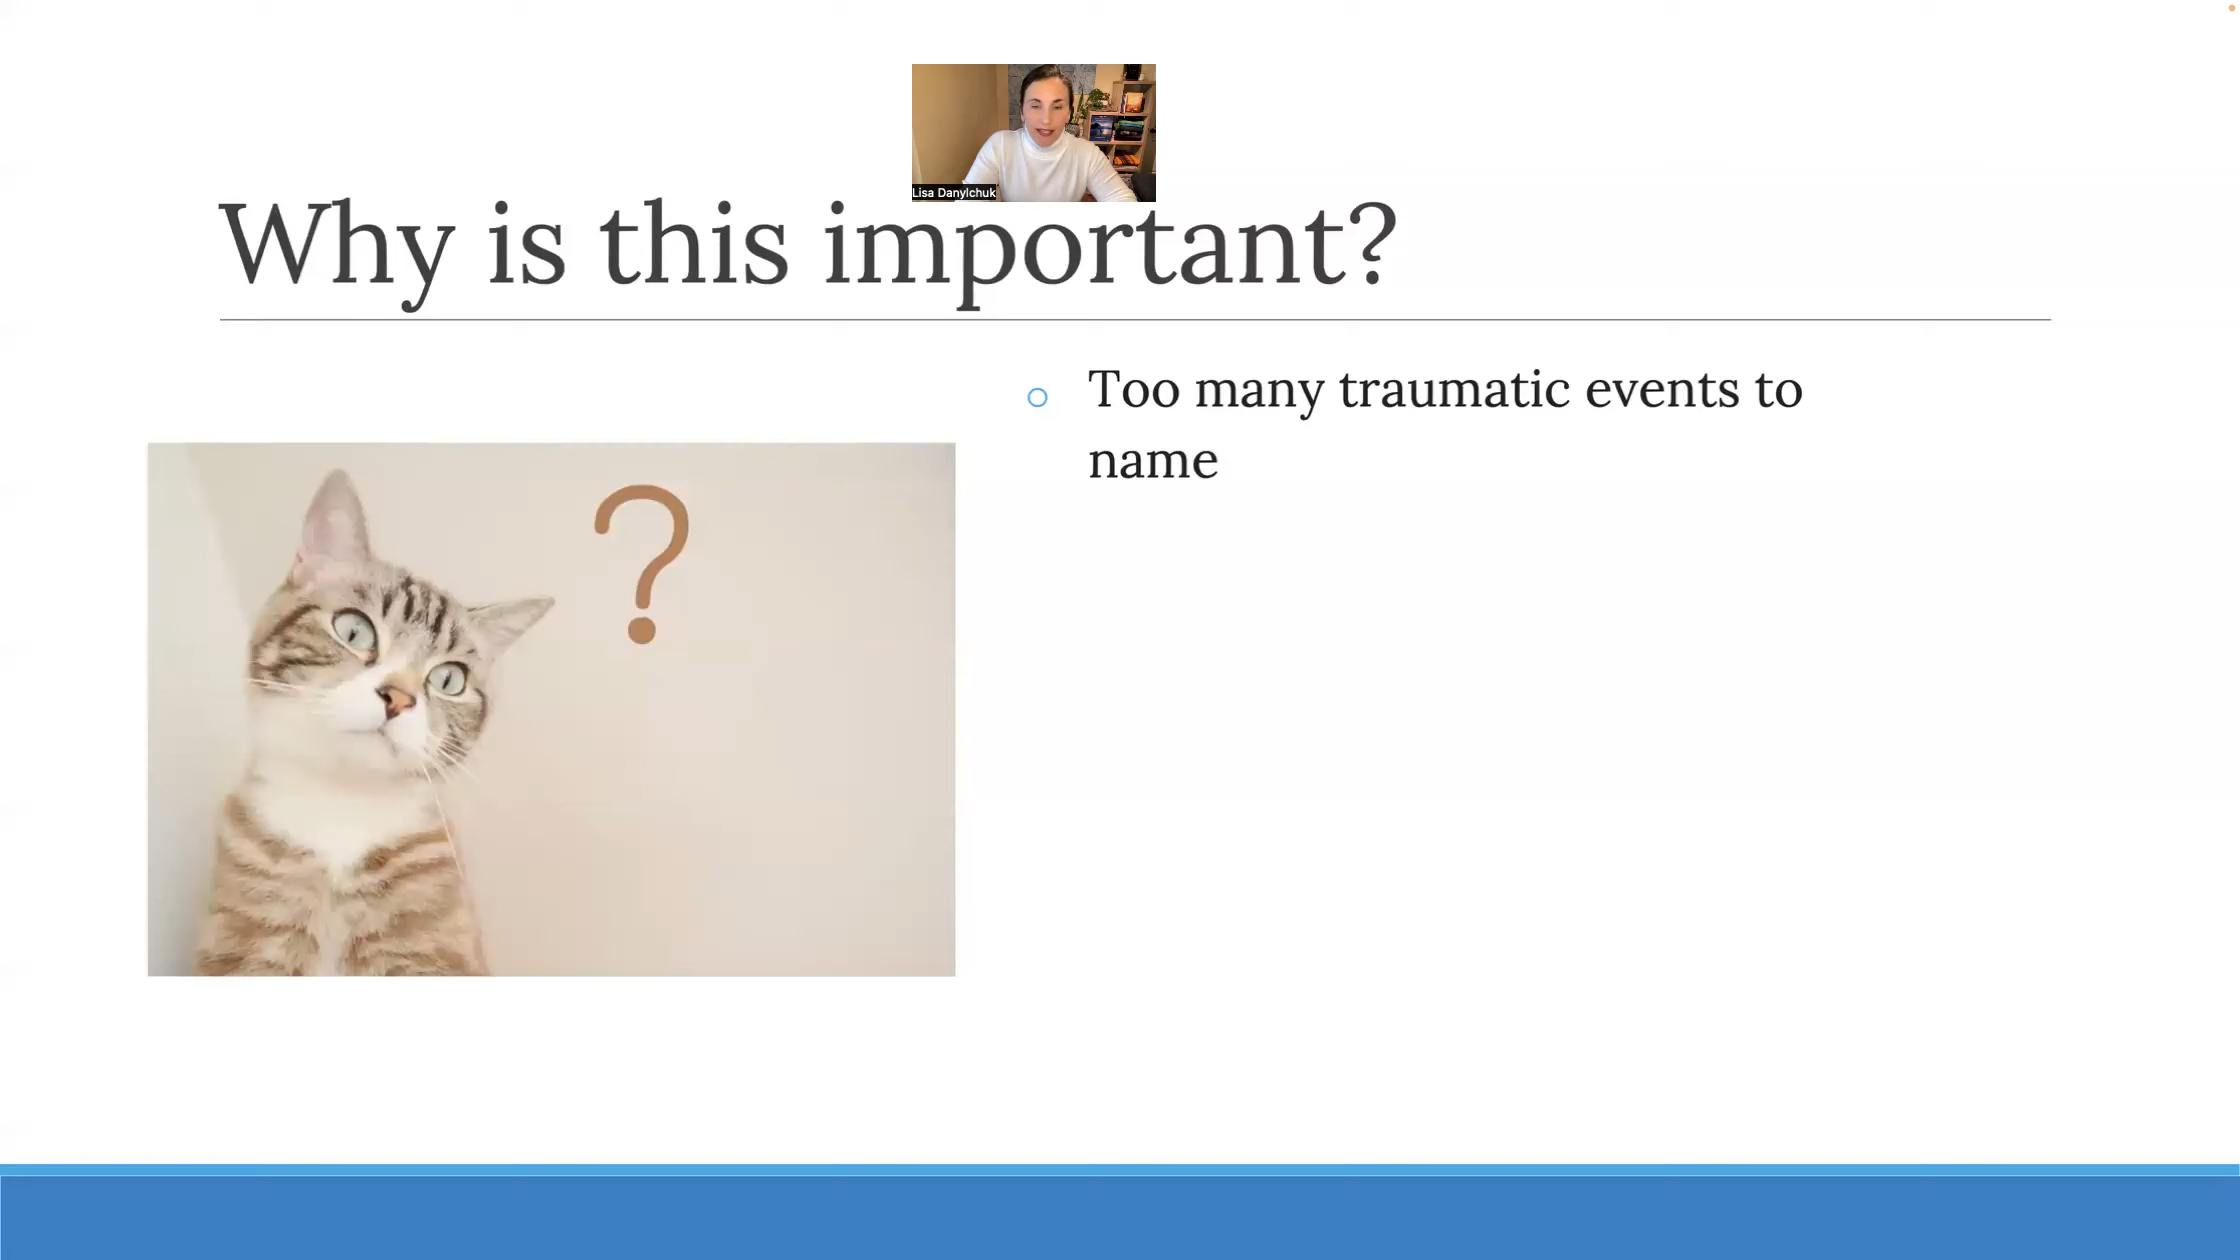 Lisa Danylchuk
Why is this important?
Too many traumatic events to
name
?